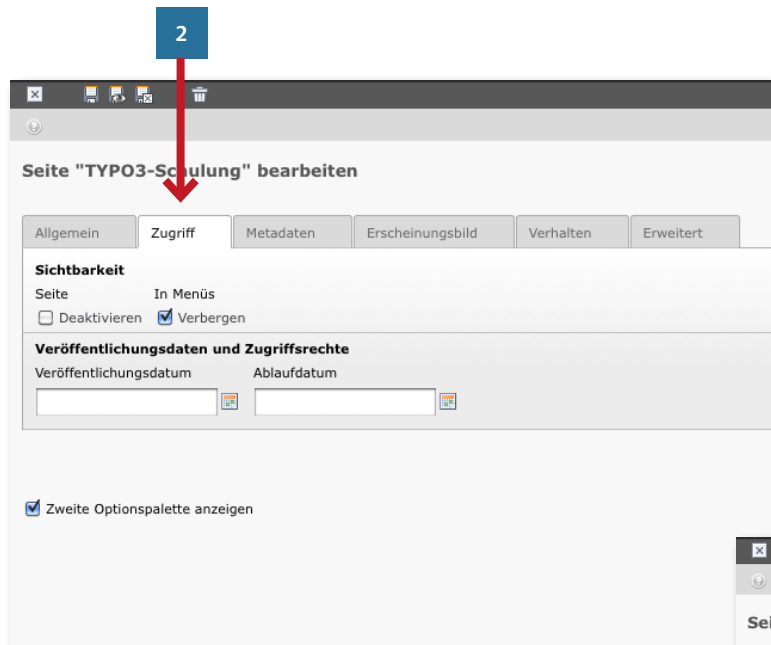 2
Seite "TYPO3-Schulung" bearbeiten
Allgemein Zugriff Metadaten Erscheinungsbild Verhalten Erweitert
Sichtbarkeit
Seite In Menüs
Deaktivieren Verbergen
Veröffentlichungsdaten und Zugriffsrechte
Veröffentlichungsdatum Ablaufdatum
Zweite Optionspalette anzeigen
Sei